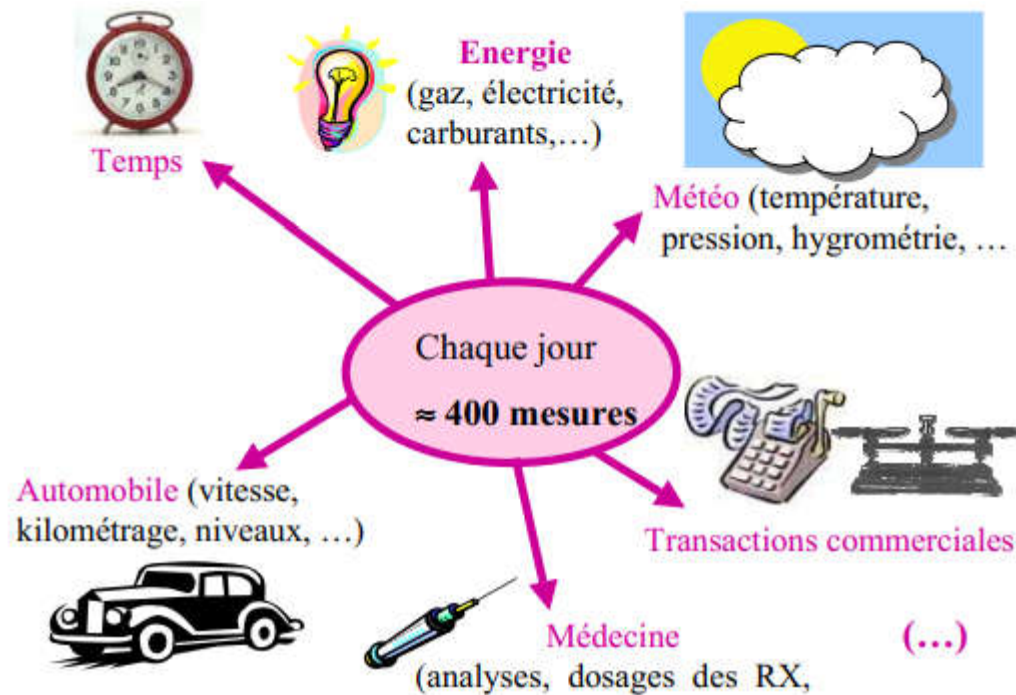 Energie
(gaz, électricité,
carburants,…)
Temps
Météo (température,
pression, hygrométrie, …
Chaque jour
≈ 400 mesures
Automobile (vitesse,
kilométrage, niveaux, …)
Transactions commerciales
Médecine
(…)
(analyses, dosages des RX,